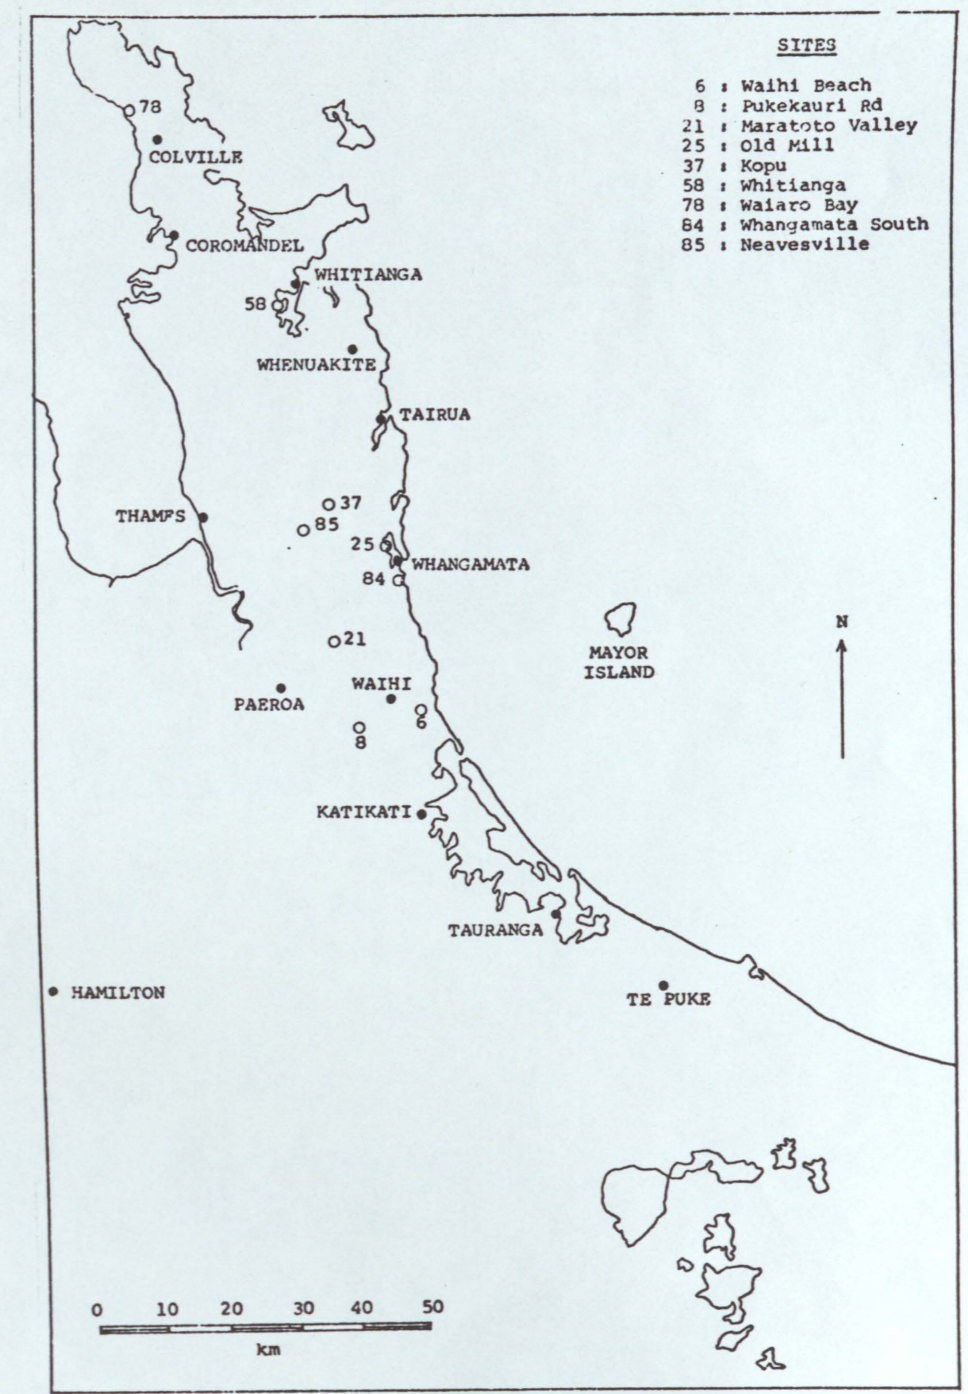 SITES
6 : Waihi Beach
8 : Pukekauri Rd
21 : Maratoto Valley
25 : Old Mill
37 : Kopu
58 : Whitianga
78 : Waiaro Bay
84 : Whangamata South
85 : Neavesville
78
COLVILLE
COROMANDEL
WHITIANGA
58
WHENUAKITE
TAIRUA
37
THAMES
85
25
WHANGAMATA
84
N
21
MAYOR
ISLAND
WAIHI
PAEROA
6
8
KATIKATI
TAURANGA
HAMILTON
TE PUKE
0 10 20 30 40 50
km